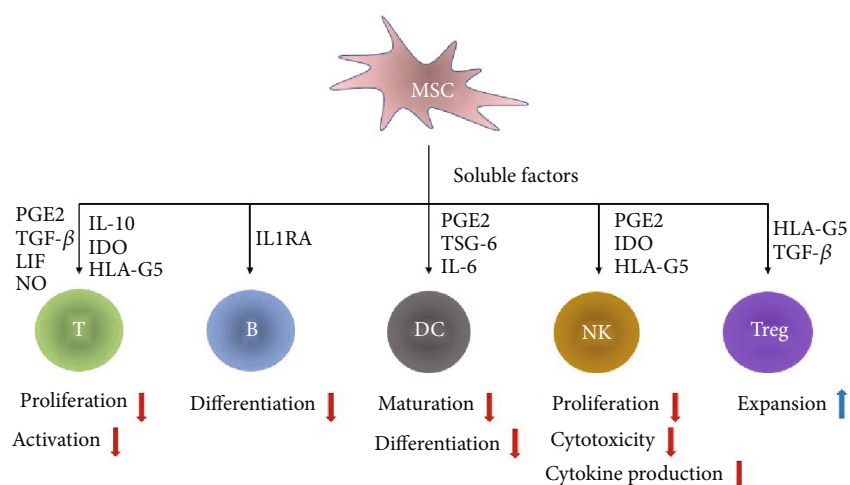 MSC
Soluble factors
PGE2
TGF-β
LIF
NO
IL-10
IDO
HLA-G5
IL1RA
PGE2
TSG-6
IL-6
PGE2
IDO
HLA-G5
HLA-G5
TGF-β
T
B
DC
NK
Treg
Proliferation
Activation
Differentiation
Maturation
Differentiation
Proliferation
Cytotoxicity
Cytokine production
Expansion